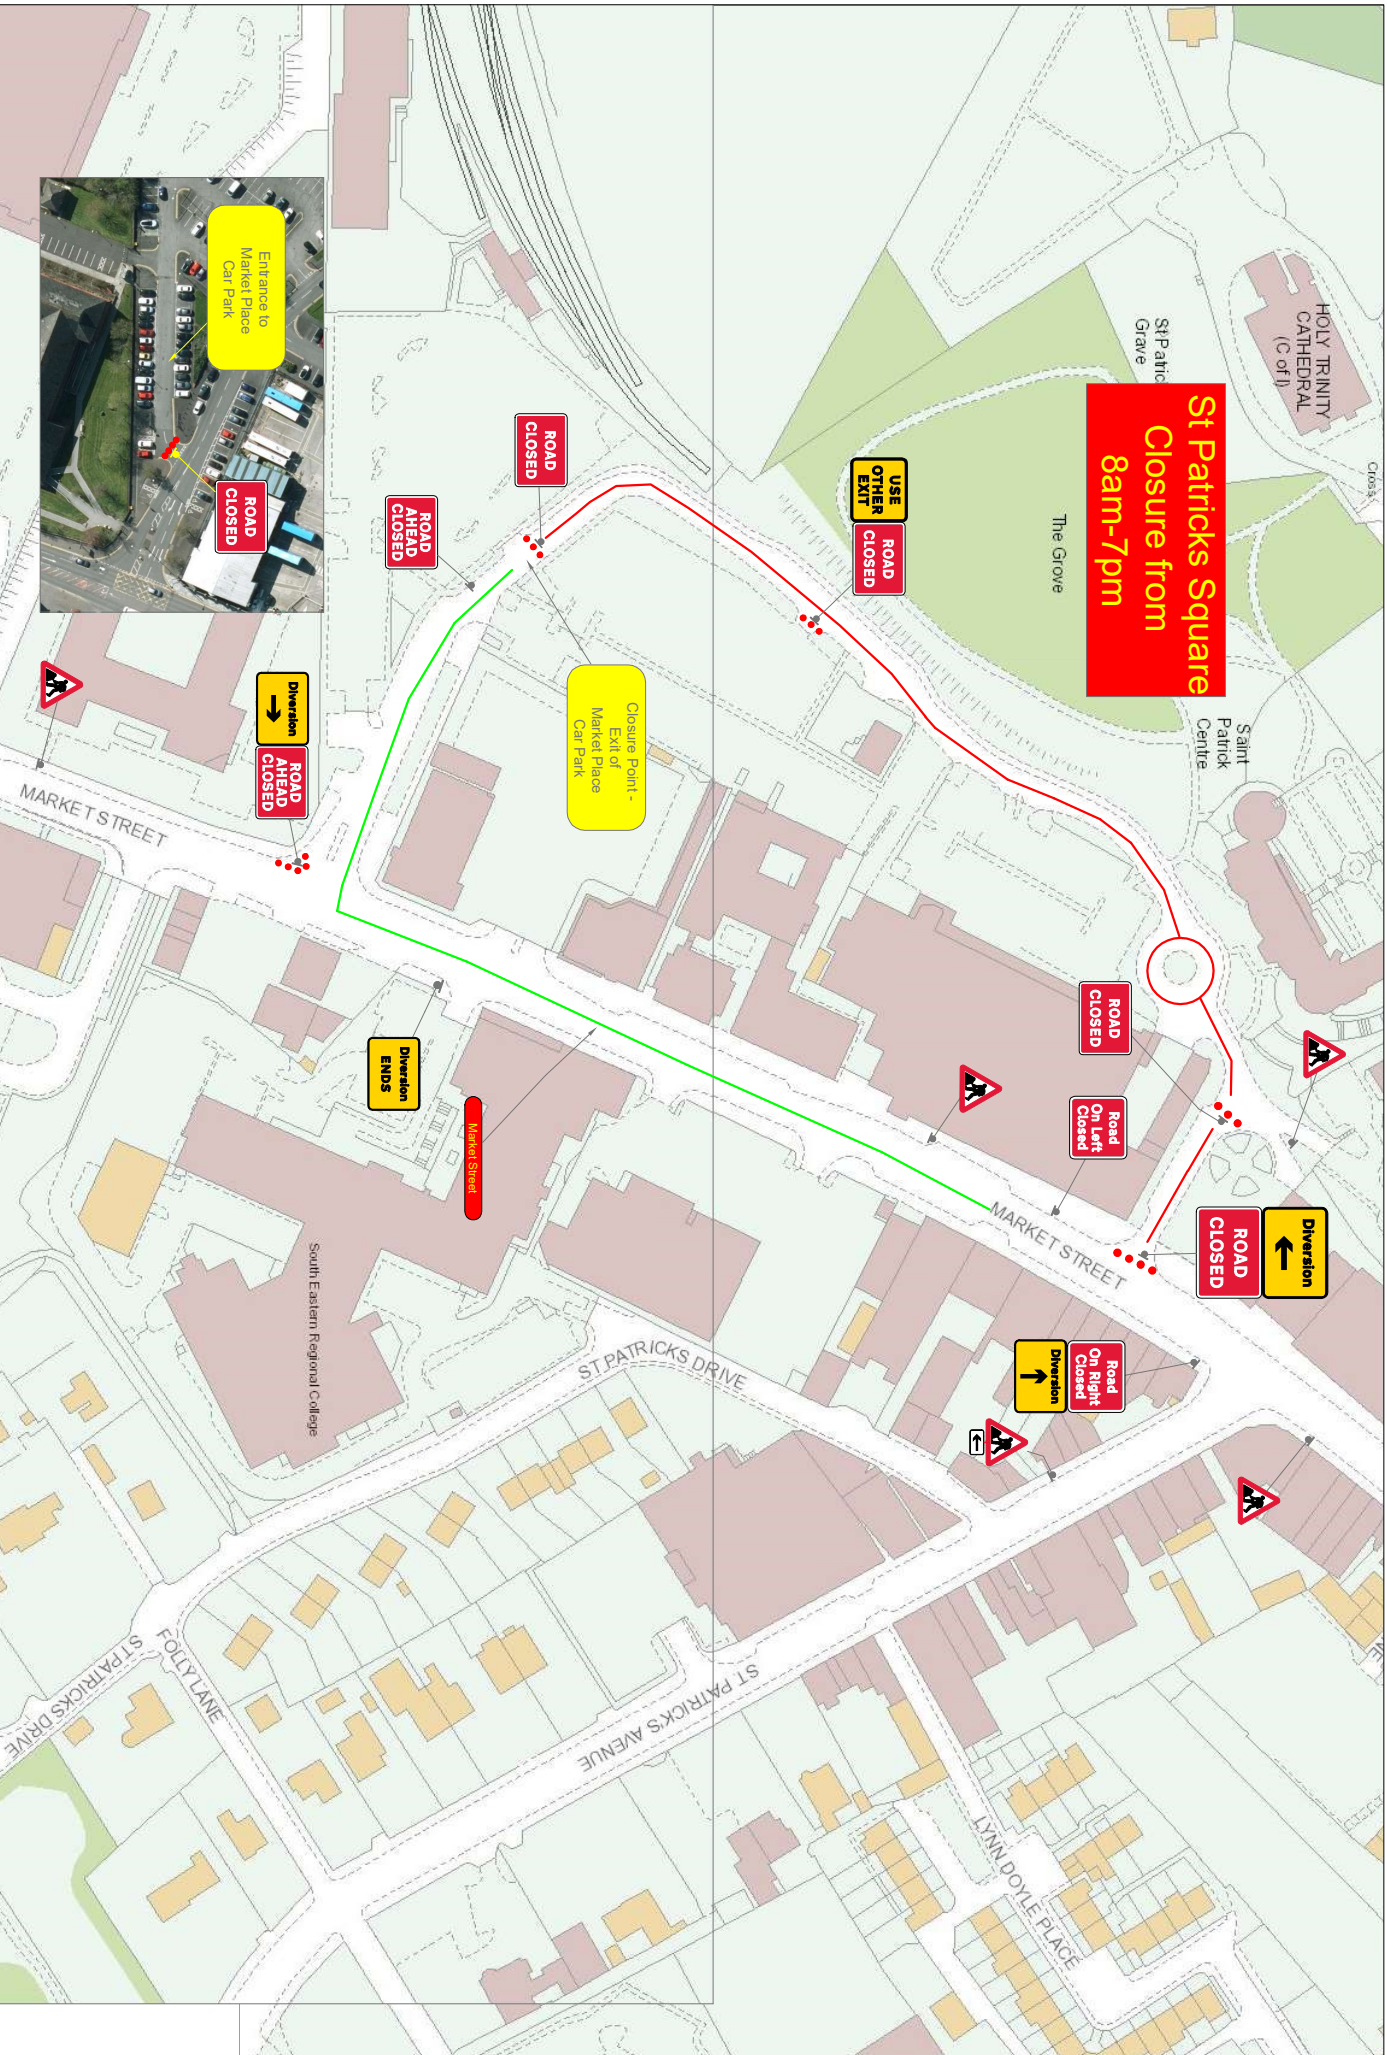 Cross
HOLY TRINITY
CATHEDRAL
(C of I)
St Patric
Grave
St Patricks Square
Closure from
8am-7pm
The Grove
Saint
Patrick
Centre
USE
OTHER
EXIT
ROAD
CLOSED
ROAD
CLOSED
ROAD
AHEAD
CLOSED
Entrance to
Market Place
Car Park
ROAD
CLOSED
Closure Point -
Exit of
Market Place
Car Park
Diversion
ROAD
AHEAD
CLOSED
MARKET STREET
ROAD
CLOSED
Road
On Left
Closed
Diversion
ROAD
CLOSED
MARKET STREET
Diversion
ENDS
Market Street
Road
On Right
Closed
Diversion
South Eastern Regional College
ST PATRICKS DRIVE
ST PATRICKS DRIVE
FOLLY LANE
ST PATRICK'S AVENUE
LYNN DOYLE PLACE
NE